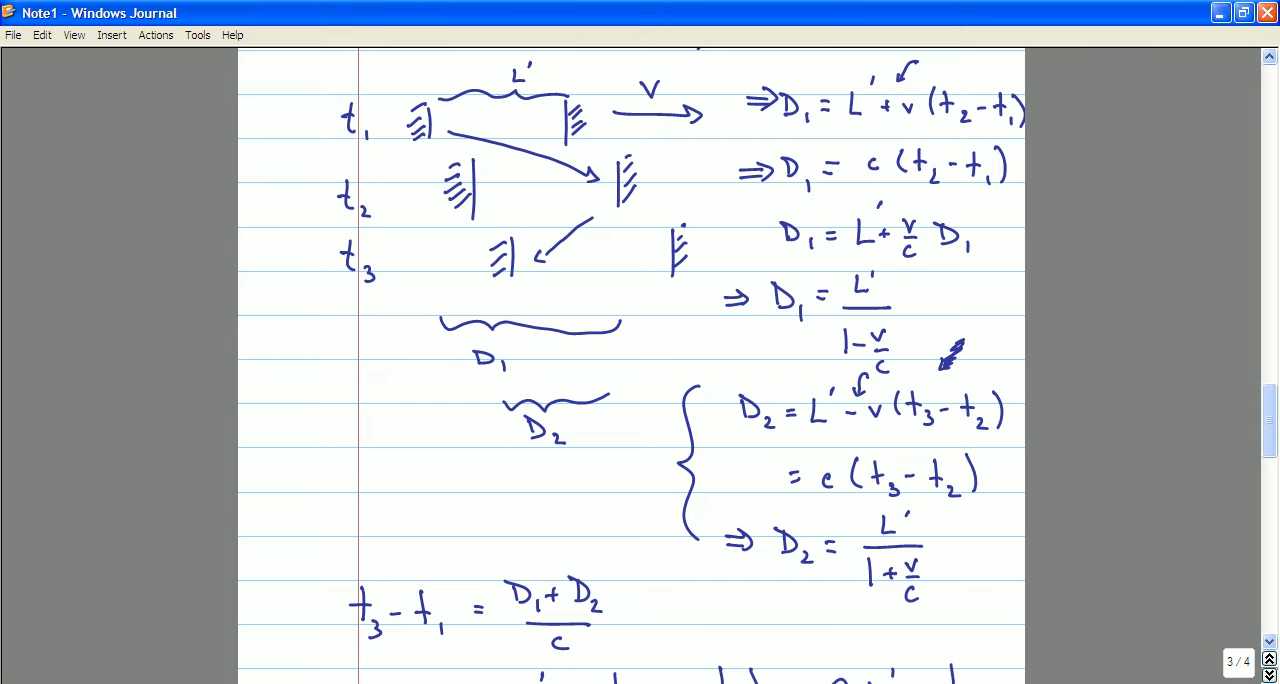 Note1 - Windows Journal
File Edit View Insert Actions Tools Help
L'
t₁ v ⇒ D₁ = L' + v (t₂ - t₁)
⇒ D₁ = c (t₂ - t₁)
t₂
D₁ = L' + v/c D₁
t₃
⇒ D₁ = L' / (1 - v/c)
D₁
D₂ = L' - v (t₃ - t₂)
D₂
= c (t₃ - t₂)
⇒ D₂ = L' / (1 + v/c)
t₃ - t₁ = (D₁ + D₂) / c
3 / 4